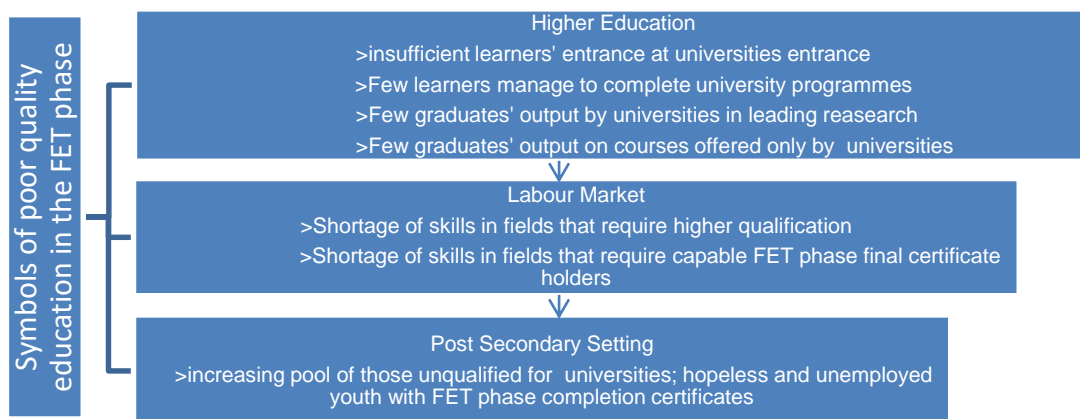 Symbols of poor quality
education in the FET phase
Higher Education
>insufficient learners' entrance at universities entrance
>Few learners manage to complete university programmes
>Few graduates' output by universities in leading reasearch
>Few graduates' output on courses offered only by universities
Labour Market
>Shortage of skills in fields that require higher qualification
>Shortage of skills in fields that require capable FET phase final certificate
holders
Post Secondary Setting
>increasing pool of those unqualified for universities; hopeless and unemployed
youth with FET phase completion certificates